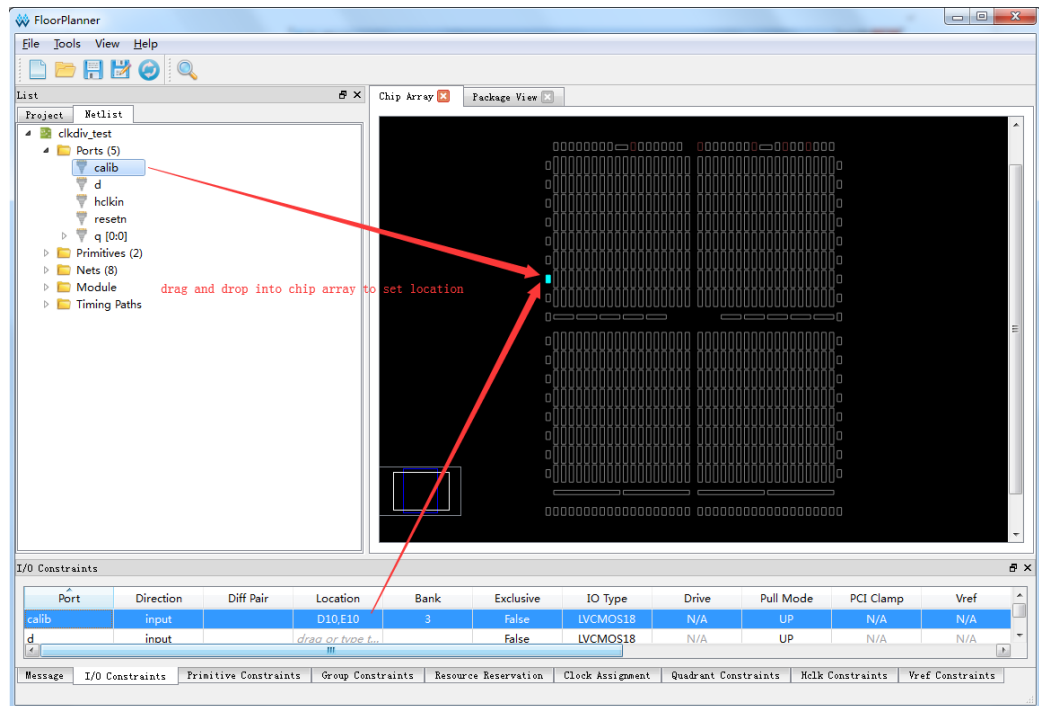 FloorPlanner
File Tools View Help
List
Chip Array Package View
Project Netlist
clkdiv_test
Ports (5)
calib
d
hclkin
resetn
q [0:0]
Primitives (2)
Nets (8)
Module
drag and drop into chip array to set location
Timing Paths
I/O Constraints
Port Direction Diff Pair Location Bank Exclusive IO Type Drive Pull Mode PCI Clamp Vref
calib input D10,E10 3 False LVCMOS18 N/A UP N/A N/A
d input drag or type t... False LVCMOS18 N/A UP N/A N/A
Message I/O Constraints Primitive Constraints Group Constraints Resource Reservation Clock Assignment Quadrant Constraints Hclk Constraints Vref Constraints